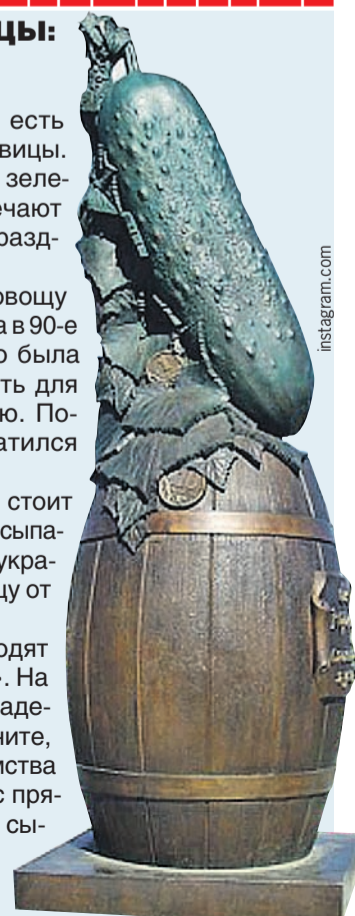 цы:
есть
вицы.
зеле-
ечают
разд-
овощу
а в 90-е
о была
ть для
ю. По-
атился
стоит
сыпа-
укра-
цу от
одят
». На
аде-
ните,
йства
с пря-
сы-
instagram.com